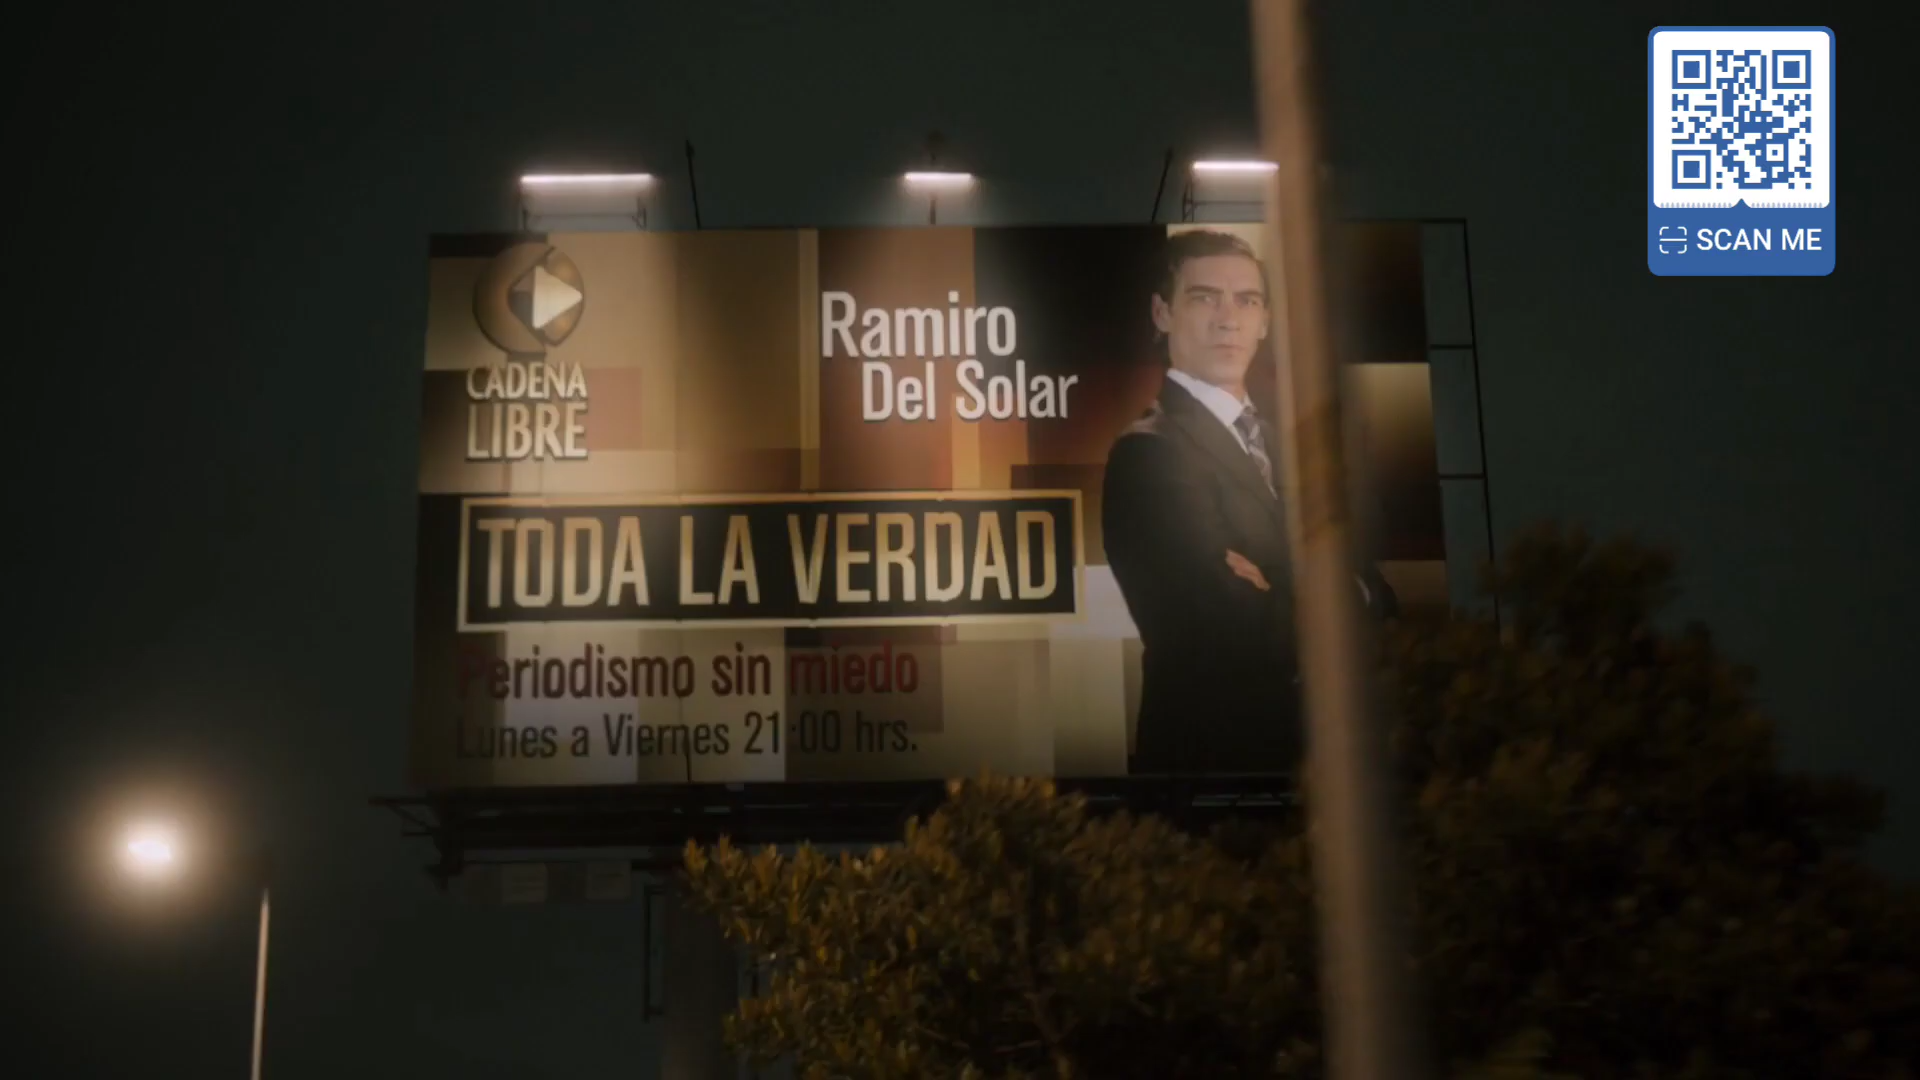 SCAN ME
CADENA
LIBRE
Ramiro
Del Solar
TODA LA VERDAD
Periodismo sin miedo
Lunes a Viernes 21:00 hrs.